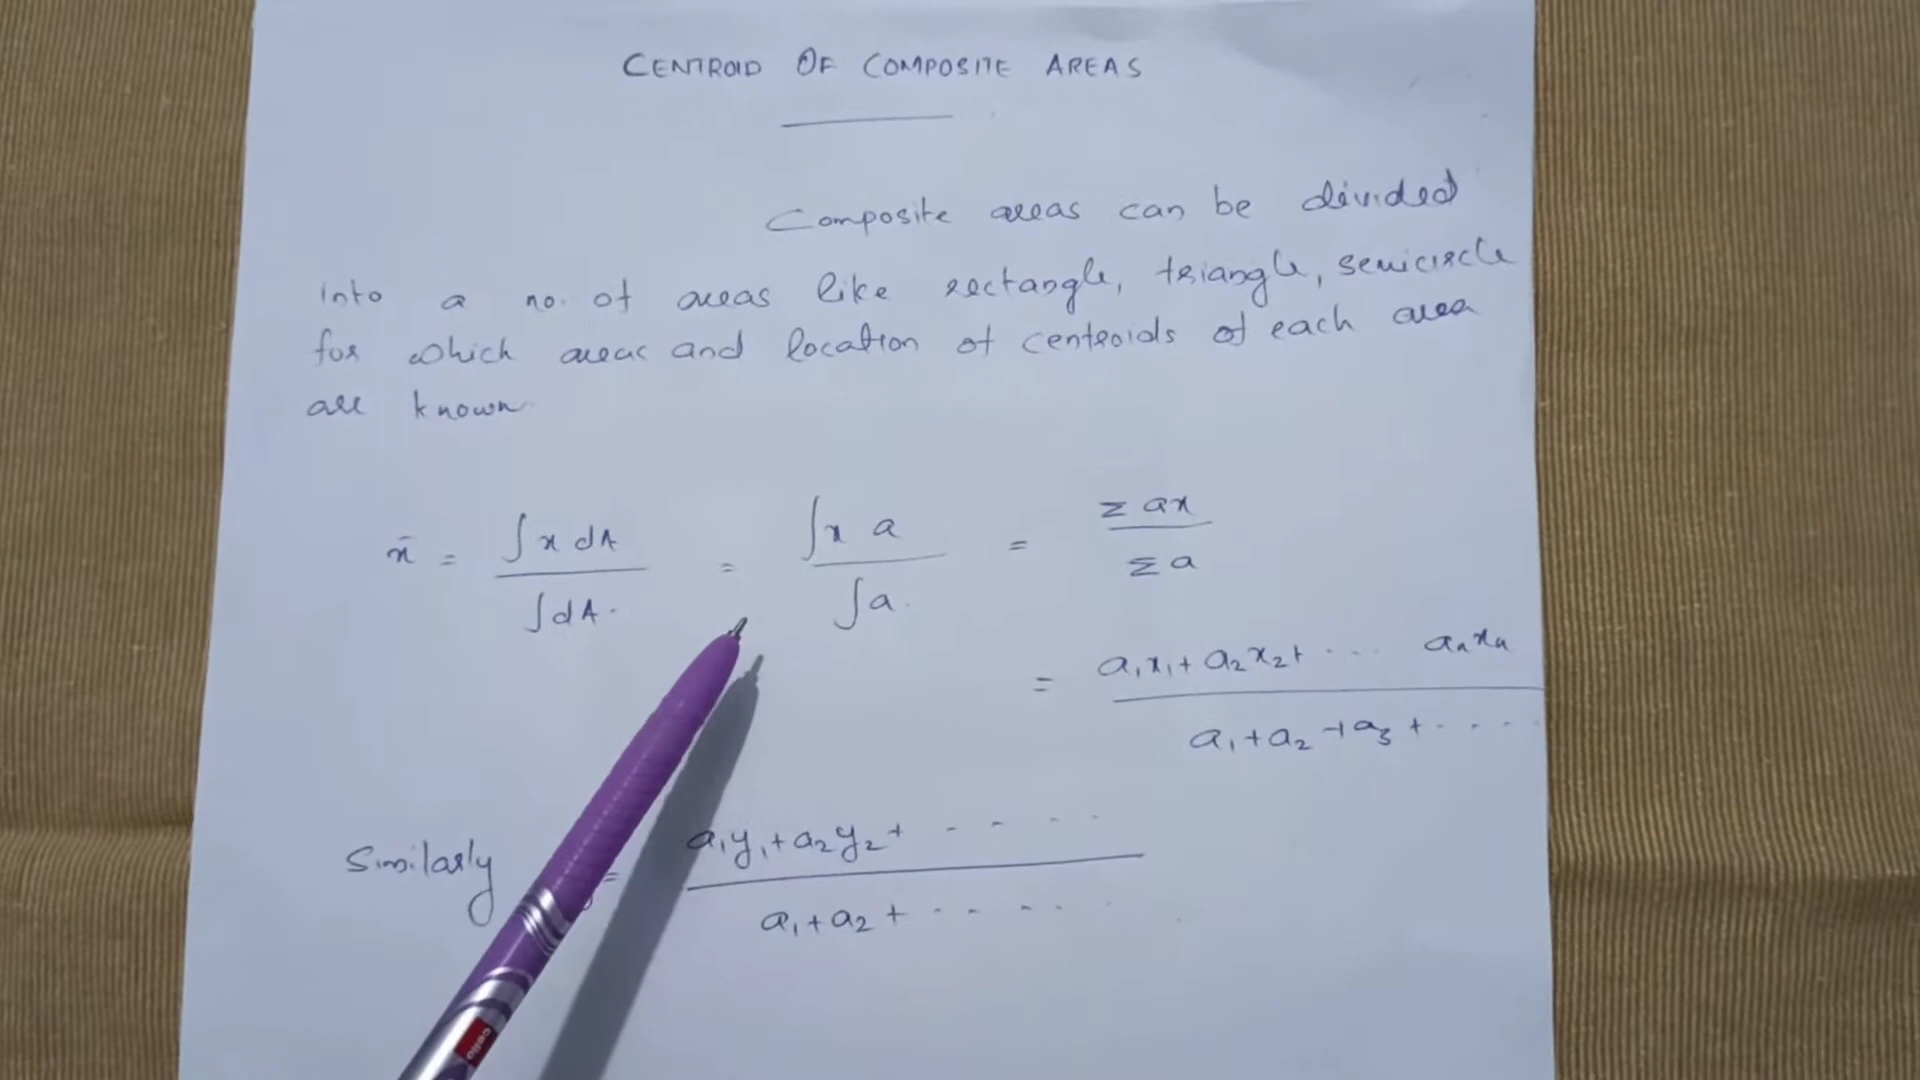 CENTROID OF COMPOSITE AREAS
Composite areas can be divided
into a no. of areas like rectangle, triangle, semicircle
for which areas and location of centroids of each area
are known
x̄ = ∫x dA / ∫dA = ∫x a / ∫a = Σ ax / Σ a
= a₁x₁ + a₂x₂ + ... aₙxₙ / a₁ + a₂ + a₃ + ....
Similarly = a₁y₁ + a₂y₂ + ..... / a₁ + a₂ + .....
cello